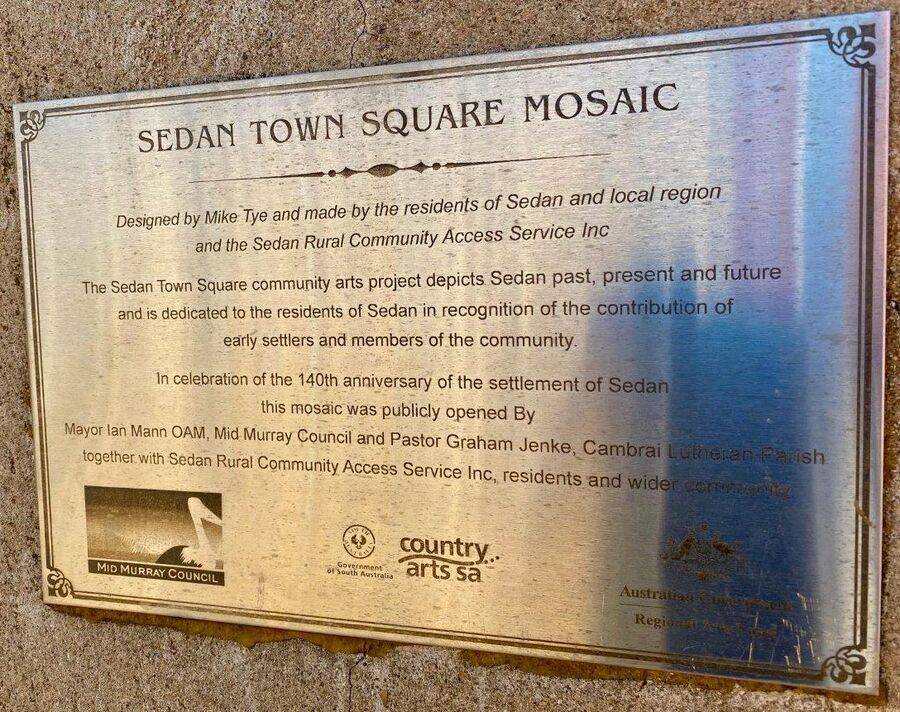 SEDAN TOWN SQUARE MOSAIC
Designed by Mike Tye and made by the residents of Sedan and local region
and the Sedan Rural Community Access Service Inc
The Sedan Town Square community arts project depicts Sedan past, present and future
and is dedicated to the residents of Sedan in recognition of the contribution of
early settlers and members of the community.
In celebration of the 140th anniversary of the settlement of Sedan
this mosaic was publicly opened By
Mayor Ian Mann OAM, Mid Murray Council and Pastor Graham Jenke, Cambrai Lutheran Parish
together with Sedan Rural Community Access Service Inc, residents and wider community
MID MURRAY COUNCIL
Government
of South Australia
country
arts sa
Australian Government
Regional